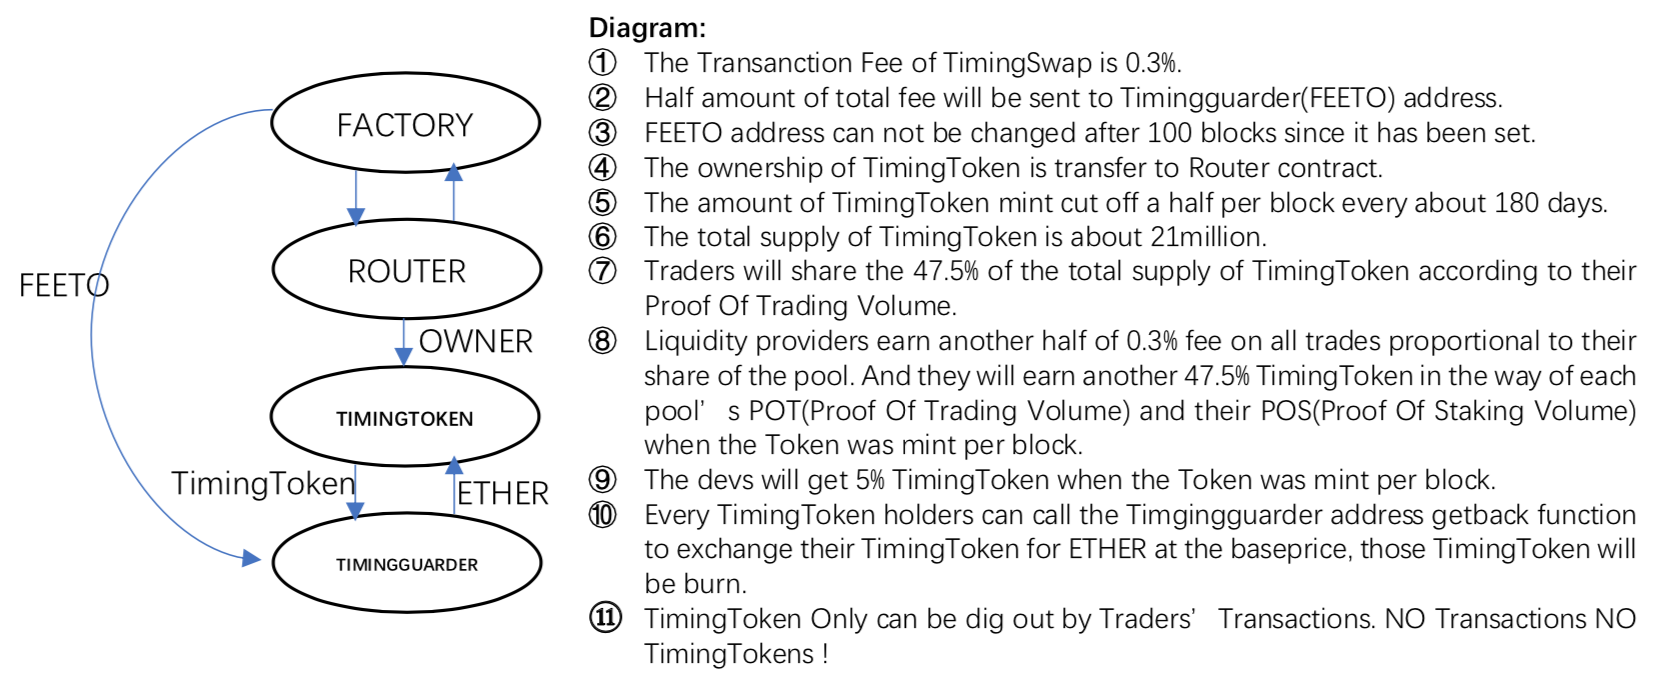 FACTORY
ROUTER
FEETO
OWNER
TIMINGTOKEN
TimingToken
ETHER
TIMINGGUARDER
Diagram:
① The Transanction Fee of TimingSwap is 0.3%.
② Half amount of total fee will be sent to Timingguarder(FEETO) address.
③ FEETO address can not be changed after 100 blocks since it has been set.
④ The ownership of TimingToken is transfer to Router contract.
⑤ The amount of TimingToken mint cut off a half per block every about 180 days.
⑥ The total supply of TimingToken is about 21million.
⑦ Traders will share the 47.5% of the total supply of TimingToken according to their
Proof Of Trading Volume.
⑧ Liquidity providers earn another half of 0.3% fee on all trades proportional to their
share of the pool. And they will earn another 47.5% TimingToken in the way of each
pool’ s POT(Proof Of Trading Volume) and their POS(Proof Of Staking Volume)
when the Token was mint per block.
⑨ The devs will get 5% TimingToken when the Token was mint per block.
⑩ Every TimingToken holders can call the Timgingguarder address getback function
to exchange their TimingToken for ETHER at the baseprice, those TimingToken will
be burn.
⑪ TimingToken Only can be dig out by Traders’ Transactions. NO Transactions NO
TimingTokens !